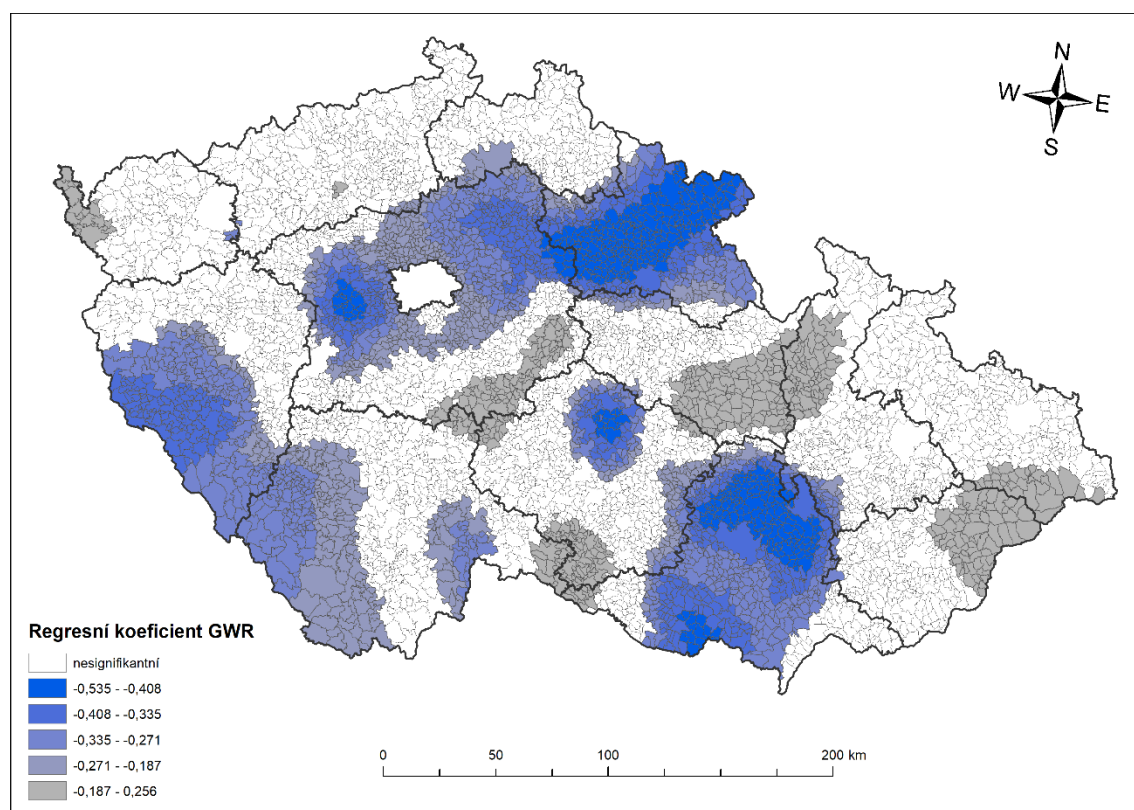 N
W E
S
Regresní koeficient GWR
nesignifikantní
-0,535 - -0,408
-0,408 - -0,335
-0,335 - -0,271
-0,271 - -0,187
-0,187 - 0,256
0 50 100 200 km